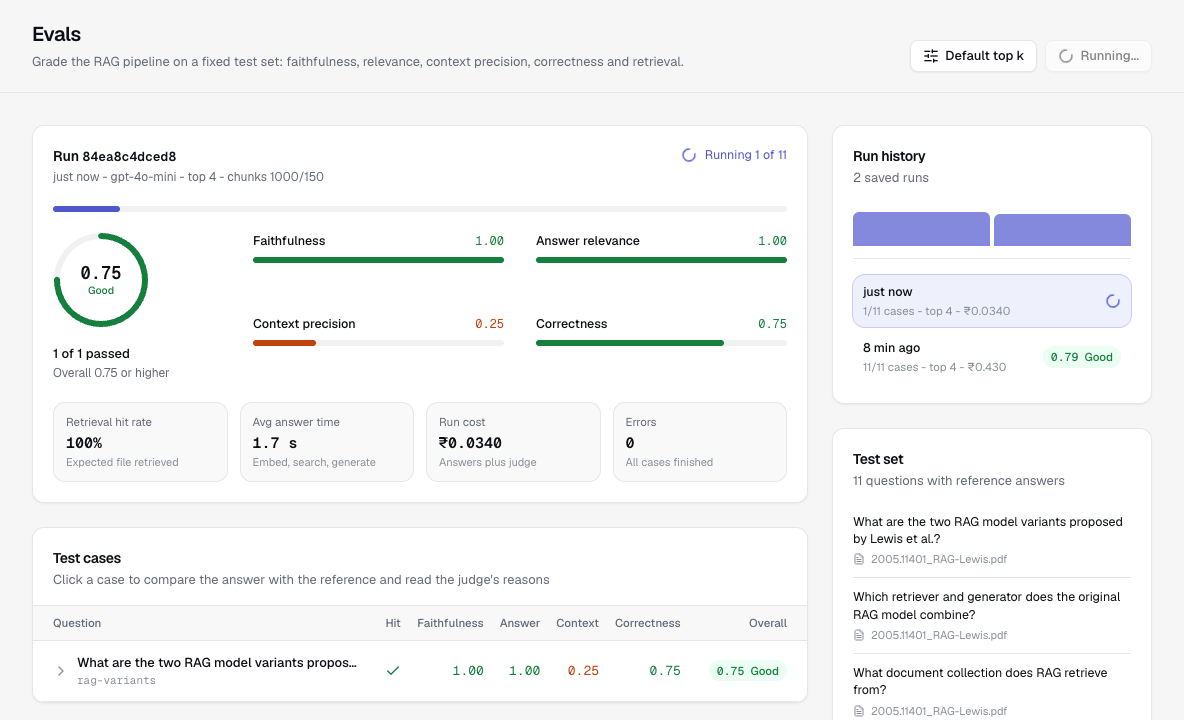 Evals
Grade the RAG pipeline on a fixed test set: faithfulness, relevance, context precision, correctness and retrieval.
Default top k
Running...
Run 84ea8c4dced8
just now - gpt-4o-mini - top 4 - chunks 1000/150
Running 1 of 11
0.75
Good
1 of 1 passed
Overall 0.75 or higher
Faithfulness 1.00
Answer relevance 1.00
Context precision 0.25
Correctness 0.75
Retrieval hit rate
100%
Expected file retrieved
Avg answer time
1.7 s
Embed, search, generate
Run cost
₹0.0340
Answers plus judge
Errors
0
All cases finished
Test cases
Click a case to compare the answer with the reference and read the judge's reasons
Question Hit Faithfulness Answer Context Correctness Overall
What are the two RAG model variants propos... 1.00 1.00 0.25 0.75 0.75 Good
rag-variants
Run history
2 saved runs
just now
1/11 cases - top 4 - ₹0.0340
8 min ago
11/11 cases - top 4 - ₹0.430
0.79 Good
Test set
11 questions with reference answers
What are the two RAG model variants proposed
by Lewis et al.?
2005.11401_RAG-Lewis.pdf
Which retriever and generator does the original
RAG model combine?
2005.11401_RAG-Lewis.pdf
What document collection does RAG retrieve
from?
2005.11401_RAG-Lewis.pdf